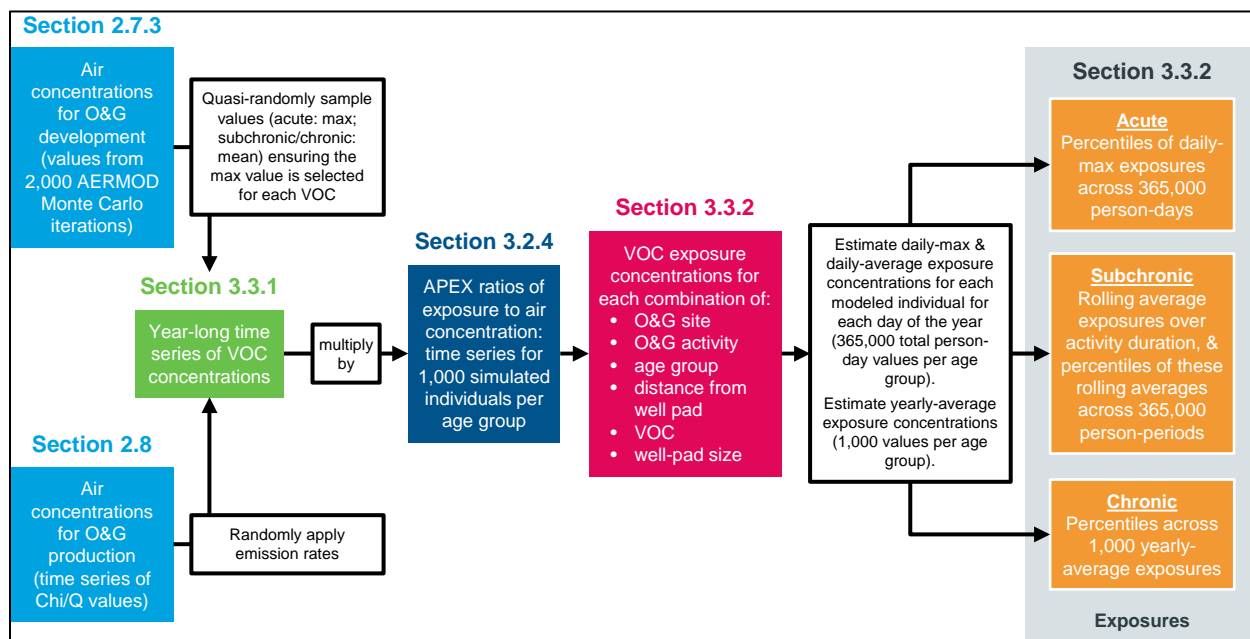 Section 2.7.3
Air
concentrations
for O&G
development
(values from
2,000 AERMOD
Monte Carlo
iterations)
Quasi-randomly sample
values (acute: max;
subchronic/chronic:
mean) ensuring the
max value is selected
for each VOC
Section 3.3.1
Year-long time
series of VOC
concentrations
Section 2.8
Air
concentrations
for O&G
production
(time series of
Chi/Q values)
Randomly apply
emission rates
multiply
by
Section 3.2.4
APEX ratios of
exposure to air
concentration:
time series for
1,000 simulated
individuals per
age group
Section 3.3.2
VOC exposure
concentrations for
each combination of:
• O&G site
• O&G activity
• age group
• distance from
well pad
• VOC
• well-pad size
Estimate daily-max &
daily-average exposure
concentrations for each
modeled individual for
each day of the year
(365,000 total person-
day values per age
group).
Estimate yearly-average
exposure concentrations
(1,000 values per age
group).
Section 3.3.2
Acute
Percentiles of daily-
max exposures
across 365,000
person-days
Subchronic
Rolling average
exposures over
activity duration, &
percentiles of these
rolling averages
across 365,000
person-periods
Chronic
Percentiles across
1,000 yearly-
average exposures
Exposures